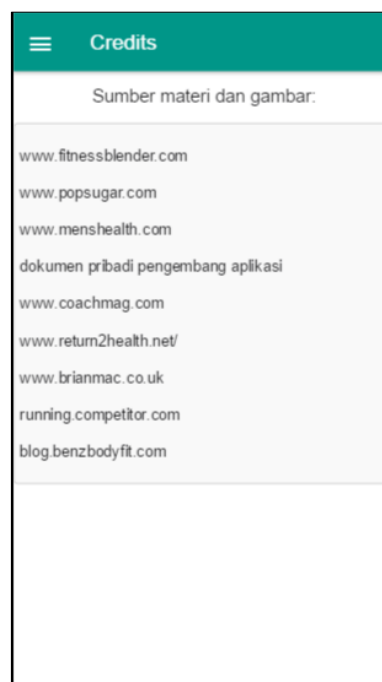 Credits
Sumber materi dan gambar:
www.fitnessblender.com
www.popsugar.com
www.menshealth.com
dokumen pribadi pengembang aplikasi
www.coachmag.com
www.return2health.net/
www.brianmac.co.uk
running.competitor.com
blog.benzbodyfit.com